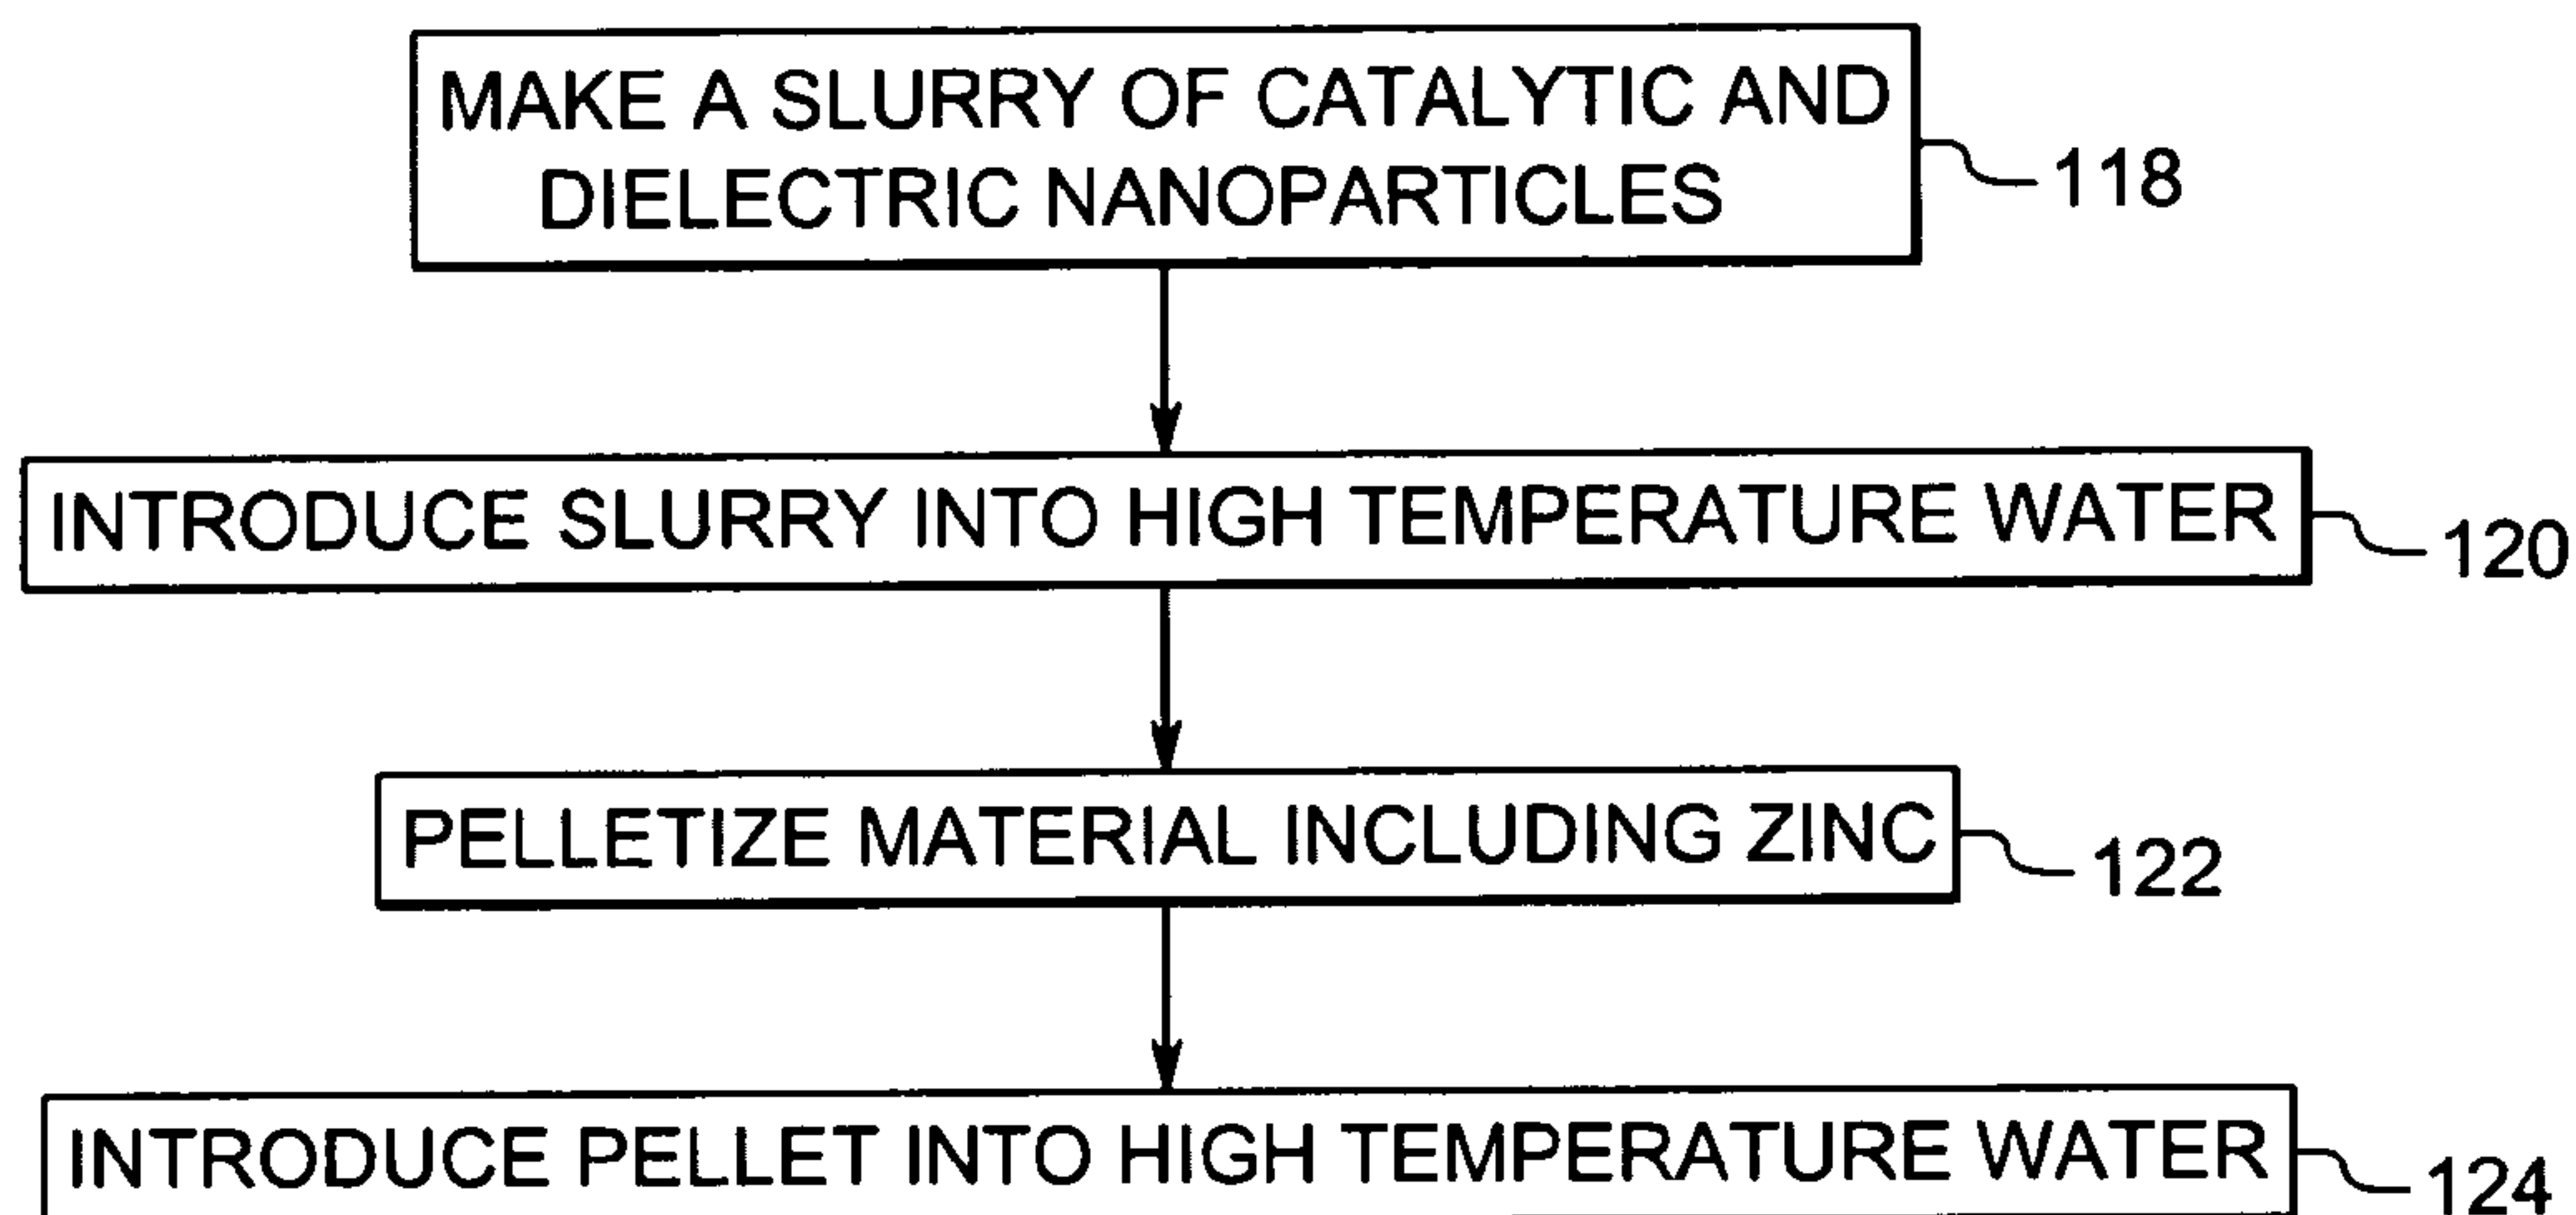 MAKE A SLURRY OF CATALYTIC AND
DIELECTRIC NANOPARTICLES
118
INTRODUCE SLURRY INTO HIGH TEMPERATURE WATER
120
PELLETIZE MATERIAL INCLUDING ZINC
122
INTRODUCE PELLET INTO HIGH TEMPERATURE WATER
124